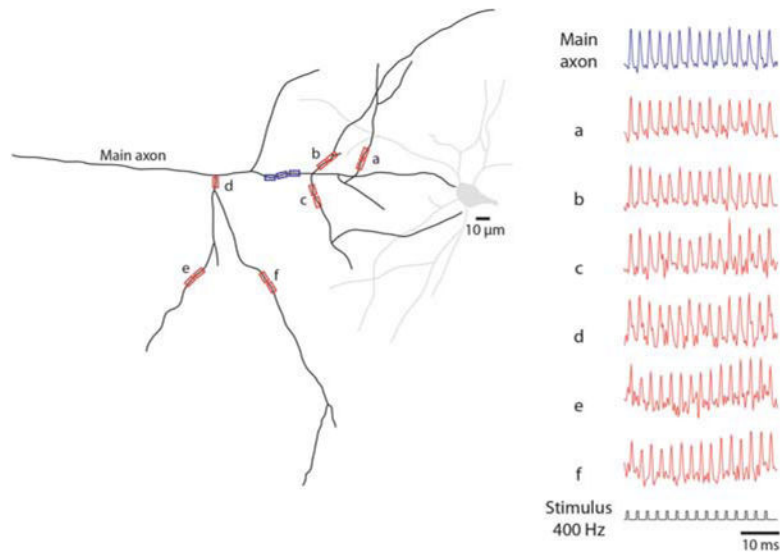 Main axon
a
b
c
d
e
f
10 µm
Main
axon
a
b
c
d
e
f
Stimulus
400 Hz
10 ms